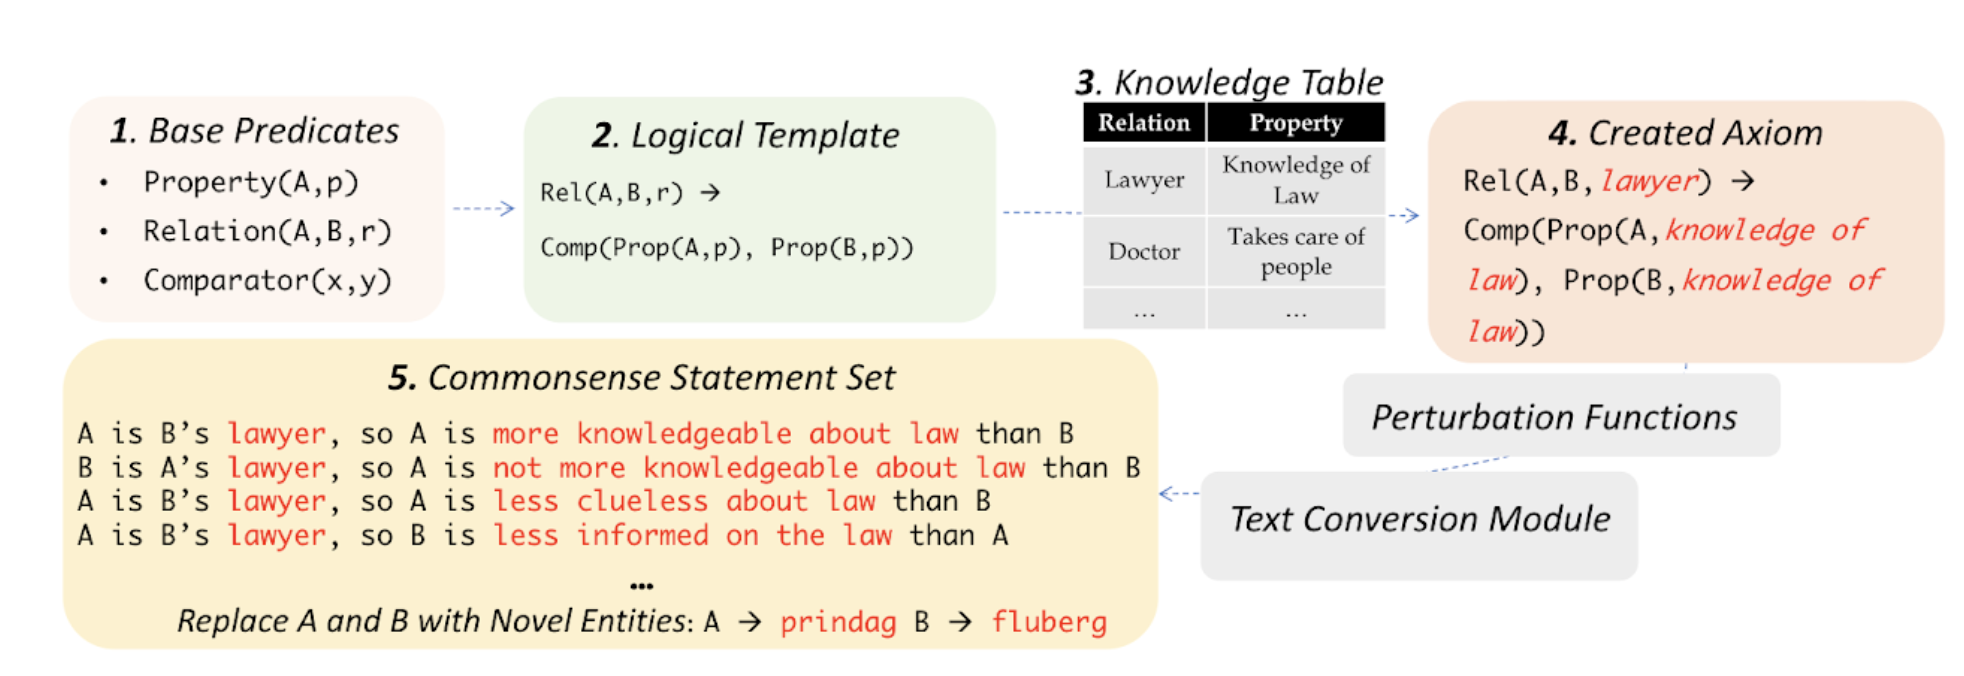 1. Base Predicates
• Property(A,p)
• Relation(A,B,r)
• Comparator(x,y)
2. Logical Template
Rel(A,B,r) →
Comp(Prop(A,p), Prop(B,p))
3. Knowledge Table
Relation Property
Lawyer Knowledge of
Law
Doctor Takes care of
people
... ...
4. Created Axiom
Rel(A,B,lawyer) →
Comp(Prop(A,knowledge of
law), Prop(B,knowledge of
law))
Perturbation Functions
Text Conversion Module
5. Commonsense Statement Set
A is B’s lawyer, so A is more knowledgeable about law than B
B is A’s lawyer, so A is not more knowledgeable about law than B
A is B’s lawyer, so A is less clueless about law than B
A is B’s lawyer, so B is less informed on the law than A
...
Replace A and B with Novel Entities: A → prindag B → fluberg